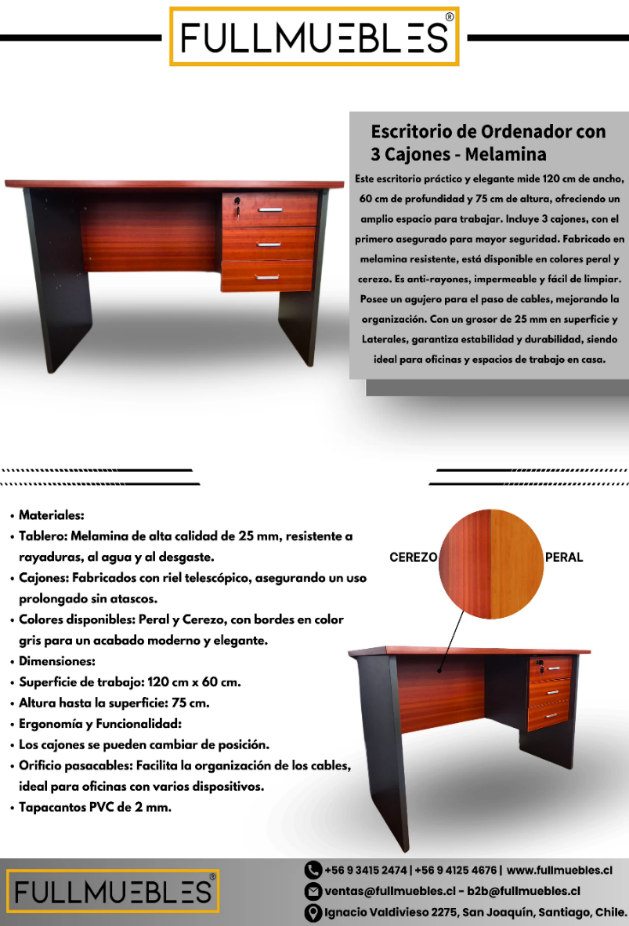 FULLMUEBLES®
Escritorio de Ordenador con
3 Cajones - Melamina
Este escritorio práctico y elegante mide 120 cm de ancho,
60 cm de profundidad y 75 cm de altura, ofreciendo un
amplio espacio para trabajar. Incluye 3 cajones, con el
primero asegurado para mayor seguridad. Fabricado en
melamina resistente, está disponible en colores peral y
cerezo. Es anti-rayones, impermeable y fácil de limpiar.
Posee un agujero para el paso de cables, mejorando la
organización. Con un grosor de 25 mm en superficie y
Laterales, garantiza estabilidad y durabilidad, siendo
ideal para oficinas y espacios de trabajo en casa.
• Materiales:
• Tablero: Melamina de alta calidad de 25 mm, resistente a
rayaduras, al agua y al desgaste.
• Cajones: Fabricados con riel telescópico, asegurando un uso
prolongado sin atascos.
• Colores disponibles: Peral y Cerezo, con bordes en color
gris para un acabado moderno y elegante.
• Dimensiones:
• Superficie de trabajo: 120 cm x 60 cm.
• Altura hasta la superficie: 75 cm.
• Ergonomía y Funcionalidad:
• Los cajones se pueden cambiar de posición.
• Orificio pasacables: Facilita la organización de los cables,
ideal para oficinas con varios dispositivos.
• Tapacantos PVC de 2 mm.
CEREZO
PERAL
FULLMUEBLES®
+56 9 3415 2474 | +56 9 4125 4676 | www.fullmuebles.cl
ventas@fullmuebles.cl - b2b@fullmuebles.cl
Ignacio Valdivieso 2275, San Joaquín, Santiago, Chile.